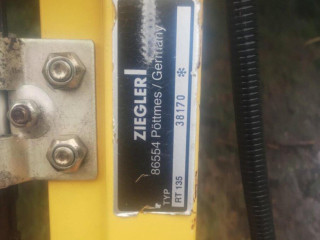 ZIEGLER
86554 Pöttmes / Germany
TYP
RT 135
38170 *